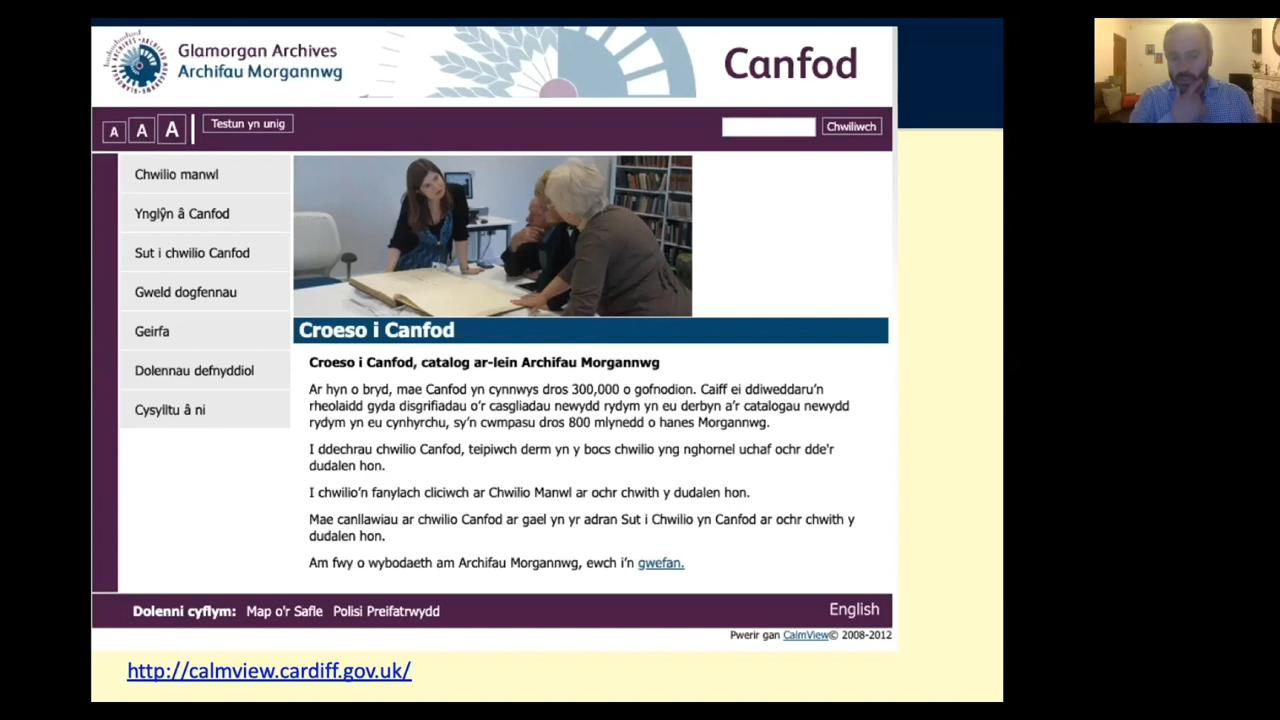 Glamorgan Archives
Archifau Morgannwg
Canfod
A A A
Testun yn unig
Chwiliwch
Chwilio manwl
Ynglŷn â Canfod
Sut i chwilio Canfod
Gweld dogfennau
Geirfa
Dolennau defnyddiol
Cysylltu â ni
Croeso i Canfod
Croeso i Canfod, catalog ar-lein Archifau Morgannwg
Ar hyn o bryd, mae Canfod yn cynnwys dros 300,000 o gofnodion. Caiff ei ddiweddaru'n
rheolaidd gyda disgrifiadau o'r casgliadau newydd rydym yn eu derbyn a'r catalogau newydd
rydym yn eu cynhyrchu, sy'n cwmpasu dros 800 mlynedd o hanes Morgannwg.
I ddechrau chwilio Canfod, teipiwch derm yn y bocs chwilio yng nghornel uchaf ochr dde'r
dudalen hon.
I chwilio'n fanylach cliciwch ar Chwilio Manwl ar ochr chwith y dudalen hon.
Mae canllawiau ar chwilio Canfod ar gael yn yr adran Sut i Chwilio yn Canfod ar ochr chwith y
dudalen hon.
Am fwy o wybodaeth am Archifau Morgannwg, ewch i'n gwefan.
Dolenni cyflym: Map o'r Safle Polisi Preifatrwydd
English
Pwerir gan CalmView© 2008-2012
http://calmview.cardiff.gov.uk/